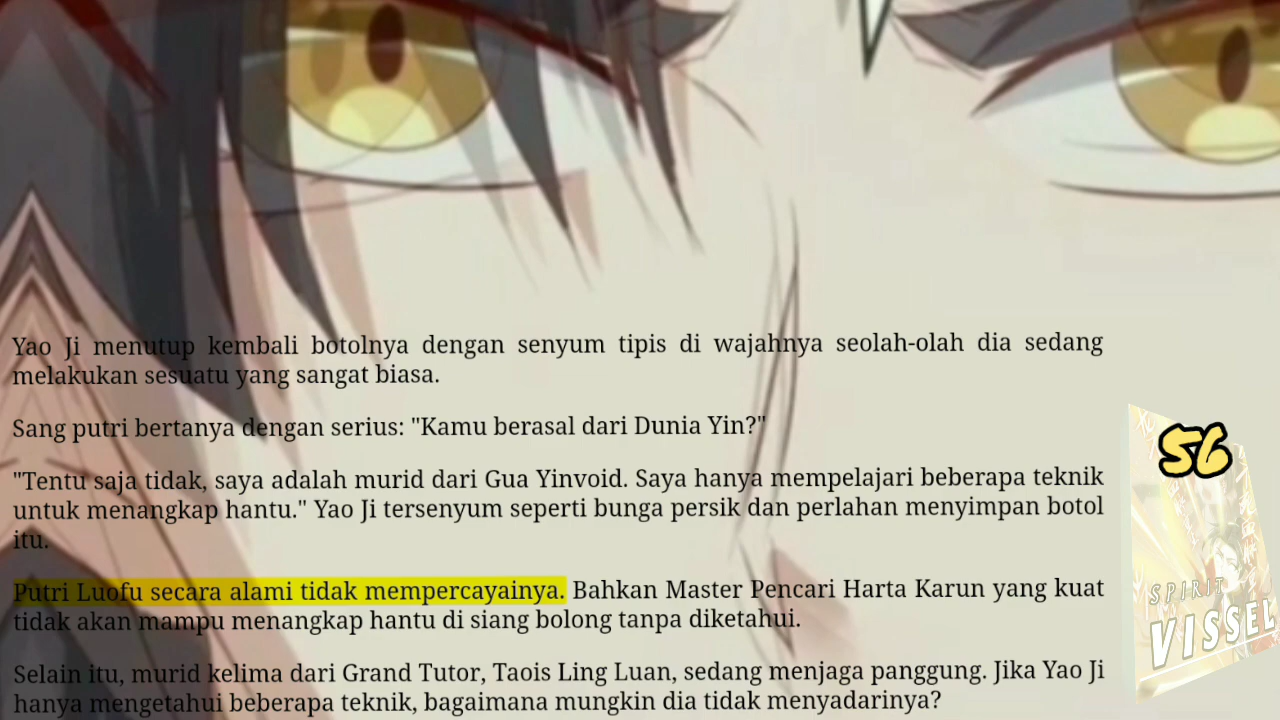 Yao Ji menutup kembali botolnya dengan senyum tipis di wajahnya seolah-olah dia sedang
melakukan sesuatu yang sangat biasa.
Sang putri bertanya dengan serius: "Kamu berasal dari Dunia Yin?"
"Tentu saja tidak, saya adalah murid dari Gua Yinvoid. Saya hanya mempelajari beberapa teknik
untuk menangkap hantu." Yao Ji tersenyum seperti bunga persik dan perlahan menyimpan botol
itu.
Putri Luofu secara alami tidak mempercayainya. Bahkan Master Pencari Harta Karun yang kuat
tidak akan mampu menangkap hantu di siang bolong tanpa diketahui.
Selain itu, murid kelima dari Grand Tutor, Taois Ling Luan, sedang menjaga panggung. Jika Yao Ji
hanya mengetahui beberapa teknik, bagaimana mungkin dia tidak menyadarinya?
56
SPIRIT
VISSEL